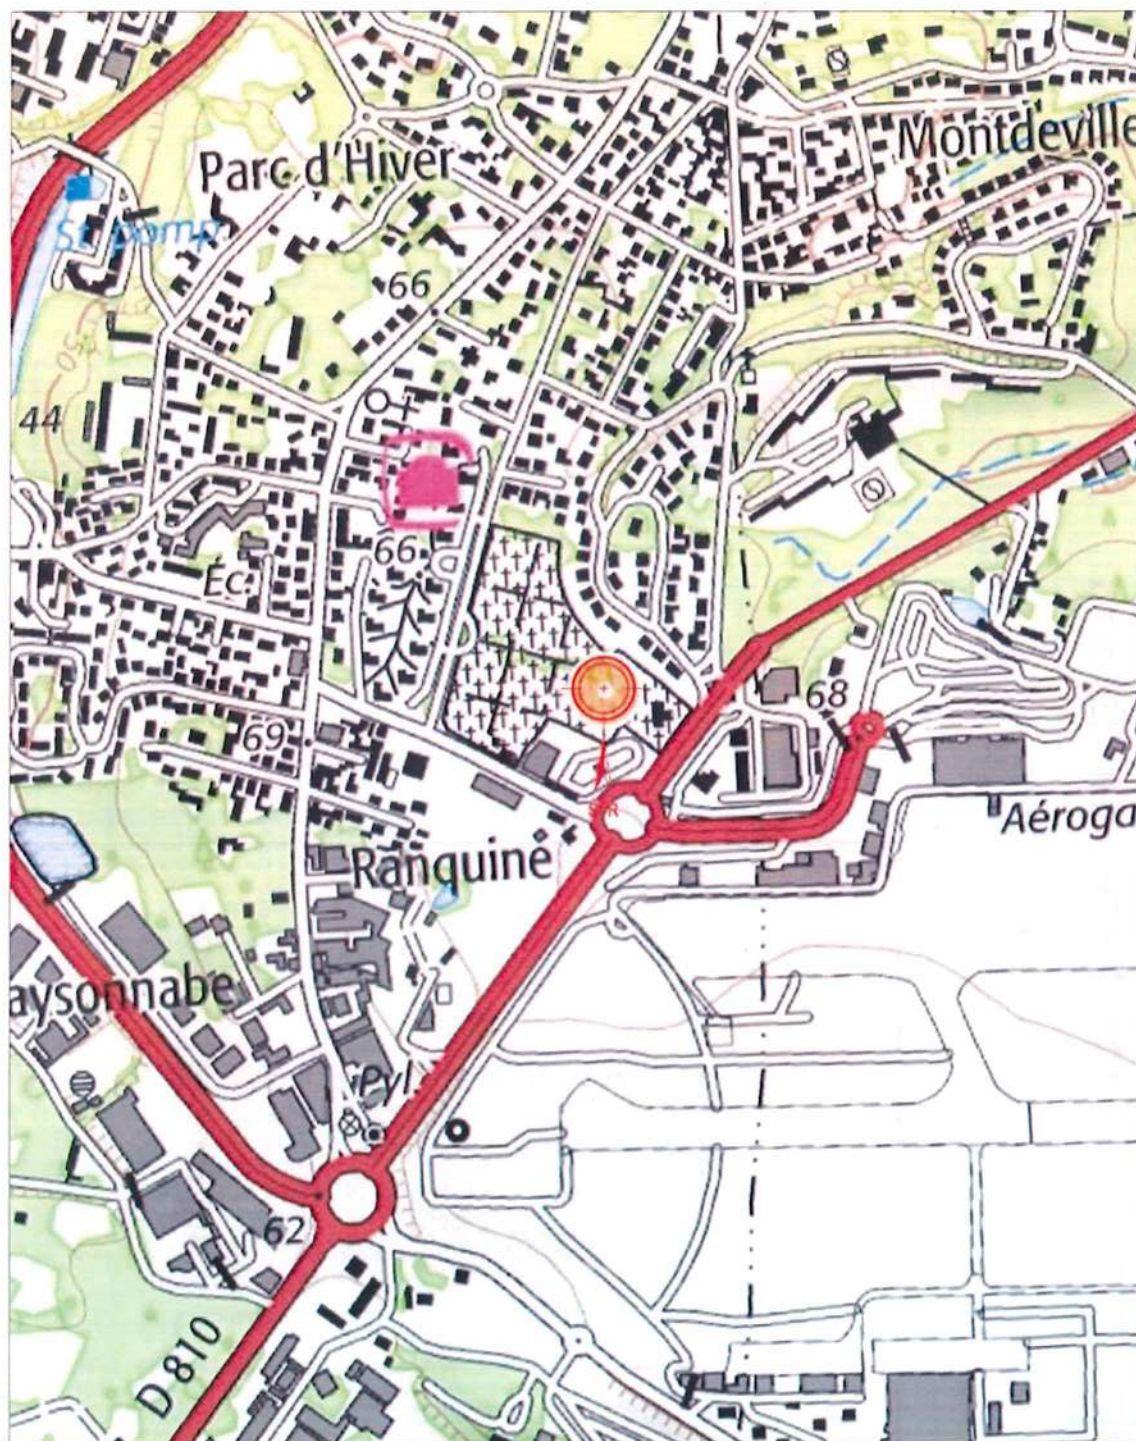 Montdeville
Parc d'Hiver
St. pomp.
66
44
66
Éc.
68
69
Aéroga
Ranquine
aysonnabe
Pyl.
62
D 810